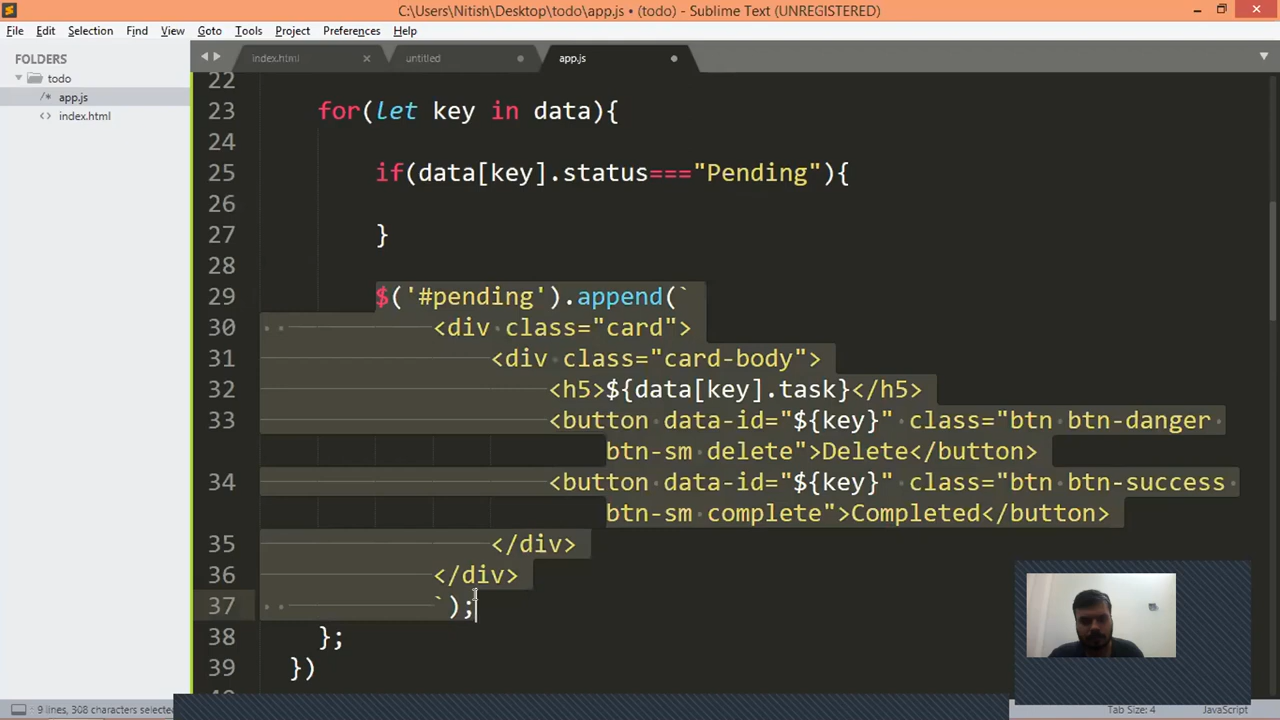 C:\Users\Nitish\Desktop\todo\app.js • (todo) - Sublime Text (UNREGISTERED)
File Edit Selection Find View Goto Tools Project Preferences Help
FOLDERS
todo
app.js
index.html
index.html untitled app.js
22
23 for(let key in data){
24
25 if(data[key].status==="Pending"){
26
27 }
28
29 $('#pending').append(`
30 <div class="card">
31 <div class="card-body">
32 <h5>${data[key].task}</h5>
33 <button data-id="${key}" class="btn btn-danger
btn-sm delete">Delete</button>
34 <button data-id="${key}" class="btn btn-success
btn-sm complete">Completed</button>
35 </div>
36 </div>
37 `);
38 };
39 })
9 lines, 308 characters selected Tab Size: 4 JavaScript